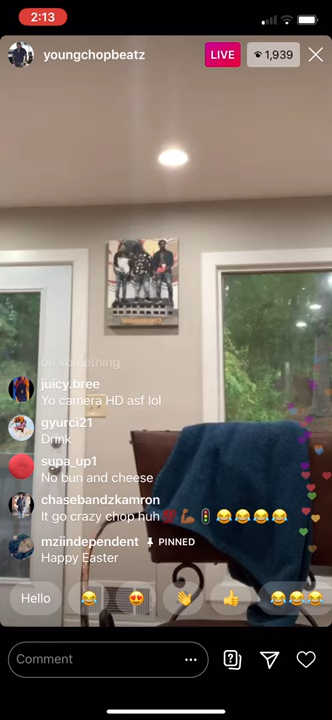 2:13
youngchopbeatz
LIVE
1,939
on something
juicy.bree
Yo camera HD asf lol
gyurci21
Drink
supa_up1
No bun and cheese
chasebandzkamron
It go crazy chop huh 💯💪🏾🚦😂😂😂😂
mziindependent PINNED
Happy Easter
Hello 😂 😍 👋 👍 😂😂😂
Comment